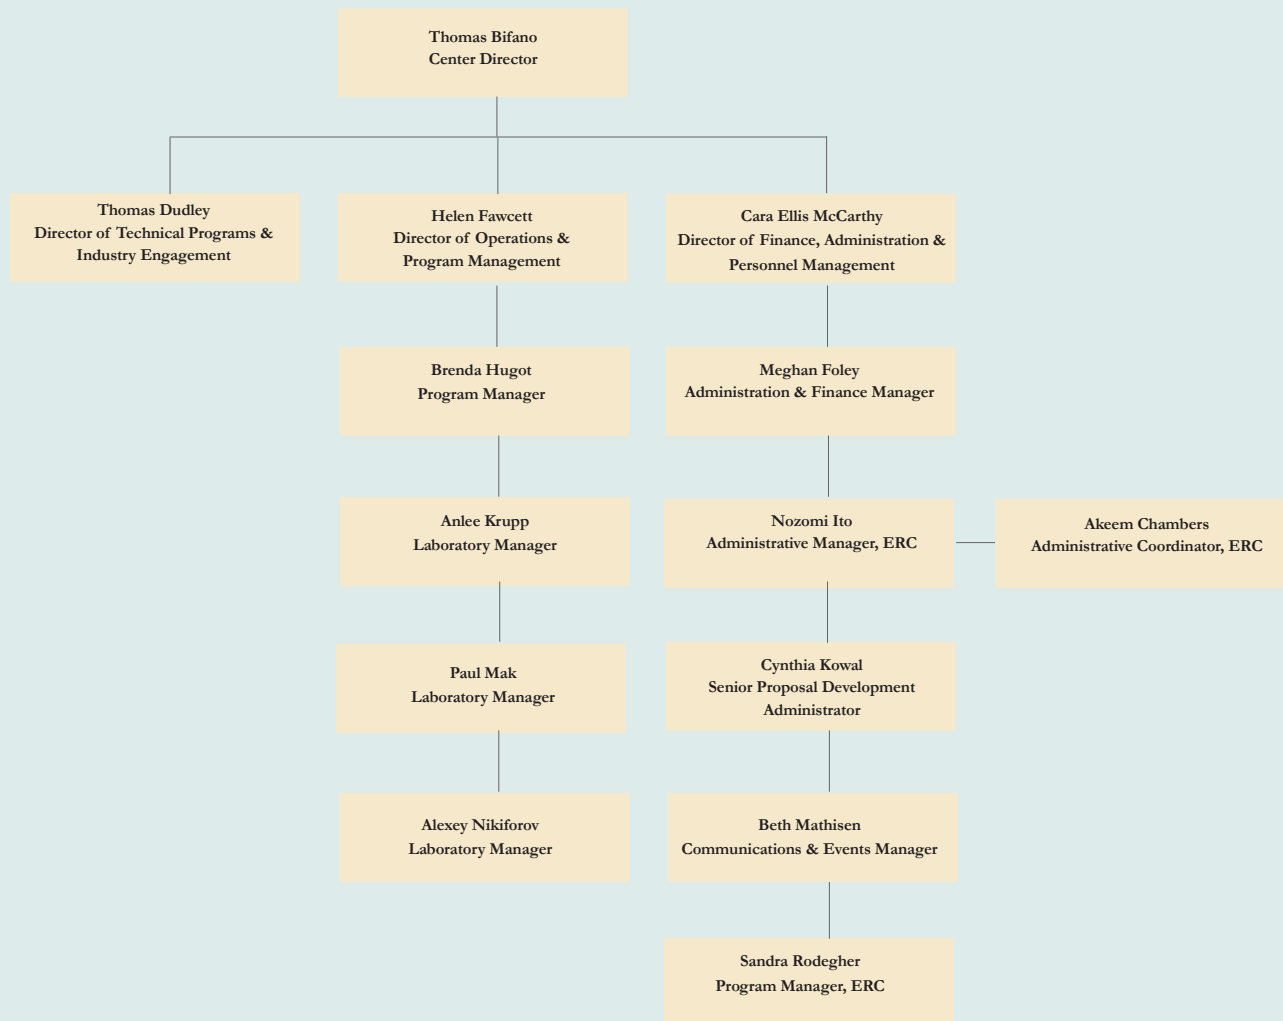 Thomas Bifano
Center Director
Thomas Dudley
Director of Technical Programs &
Industry Engagement
Helen Fawcett
Director of Operations &
Program Management
Cara Ellis McCarthy
Director of Finance, Administration &
Personnel Management
Brenda Hugot
Program Manager
Meghan Foley
Administration & Finance Manager
Anlee Krupp
Laboratory Manager
Nozomi Ito
Administrative Manager, ERC
Akeem Chambers
Administrative Coordinator, ERC
Paul Mak
Laboratory Manager
Cynthia Kowal
Senior Proposal Development
Administrator
Alexey Nikiforov
Laboratory Manager
Beth Mathisen
Communications & Events Manager
Sandra Rodegher
Program Manager, ERC